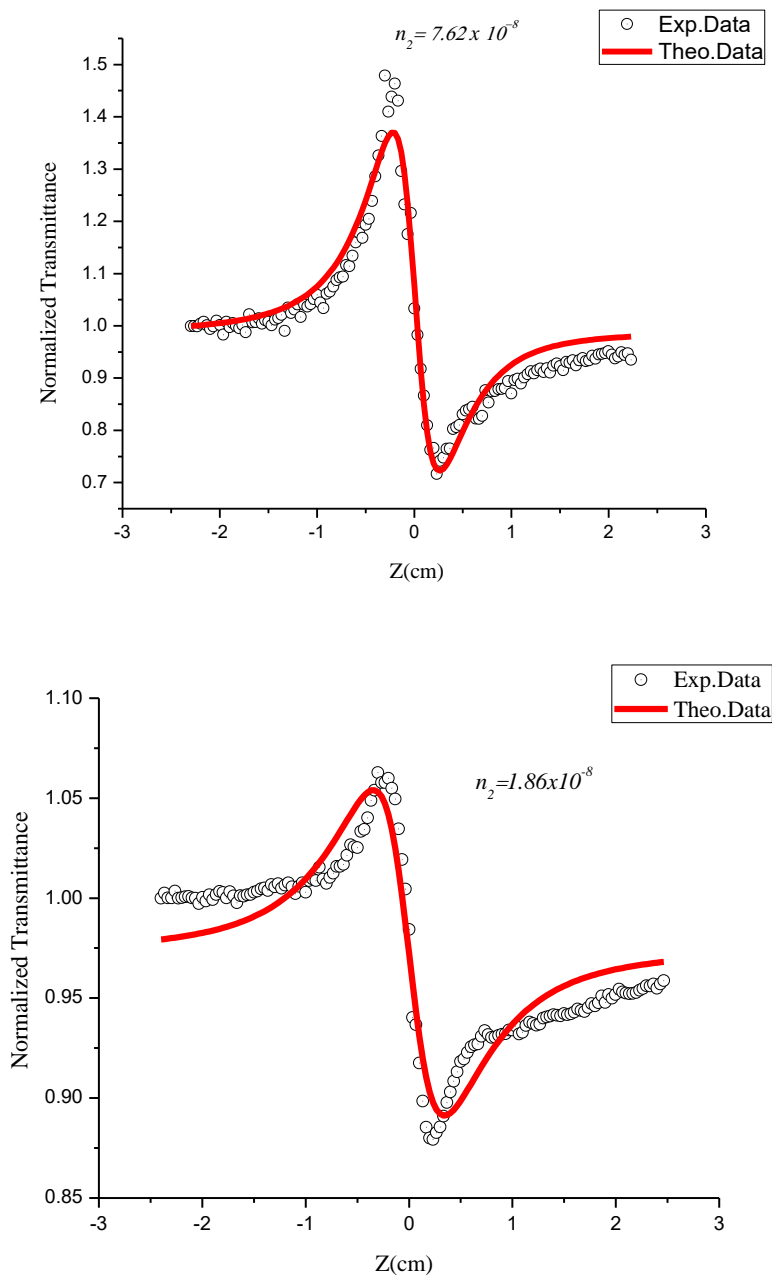 n₂= 7.62 x 10⁻⁸
Exp.Data
Theo.Data
1.5
1.4
1.3
1.2
1.1
1.0
0.9
0.8
0.7
Normalized Transmittance
-3 -2 -1 0 1 2 3
Z(cm)
Exp.Data
Theo.Data
n₂=1.86x10⁻⁸
1.10
1.05
1.00
0.95
0.90
0.85
Normalized Transmittance
-3 -2 -1 0 1 2 3
Z(cm)